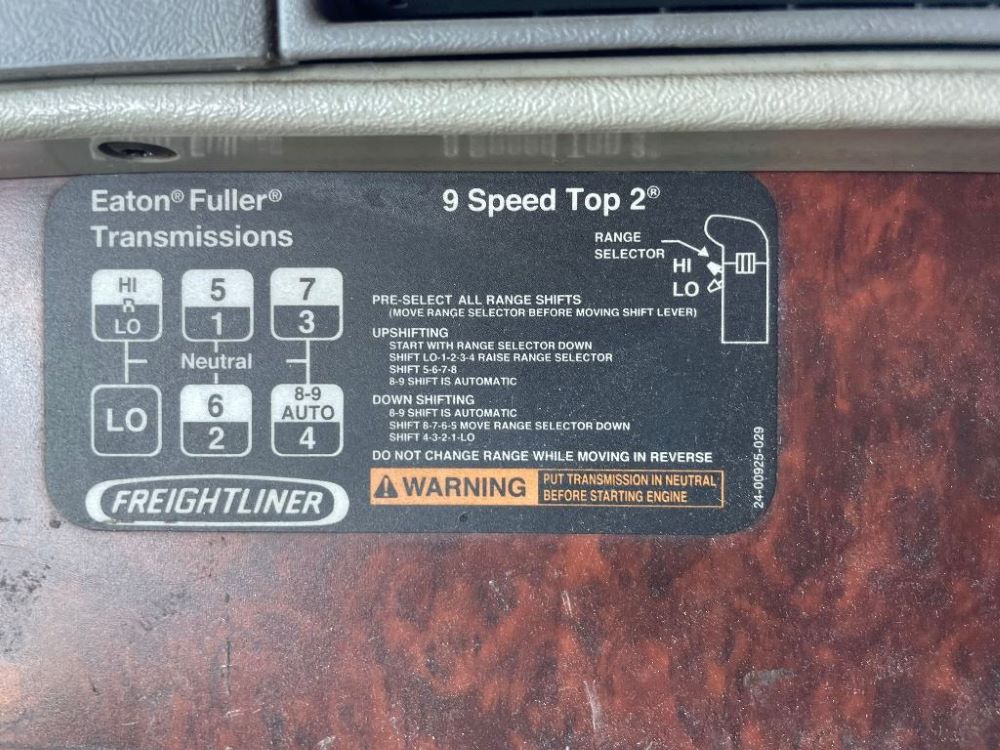 Eaton® Fuller®
Transmissions
9 Speed Top 2®
RANGE
SELECTOR
HI
LO
HI
R
LO
5
1
7
3
Neutral
LO
6
2
8-9
AUTO
4
PRE-SELECT ALL RANGE SHIFTS
(MOVE RANGE SELECTOR BEFORE MOVING SHIFT LEVER)
UPSHIFTING
START WITH RANGE SELECTOR DOWN
SHIFT LO-1-2-3-4 RAISE RANGE SELECTOR
SHIFT 5-6-7-8
8-9 SHIFT IS AUTOMATIC
DOWN SHIFTING
8-9 SHIFT IS AUTOMATIC
SHIFT 8-7-6-5 MOVE RANGE SELECTOR DOWN
SHIFT 4-3-2-1-LO
DO NOT CHANGE RANGE WHILE MOVING IN REVERSE
WARNING
PUT TRANSMISSION IN NEUTRAL
BEFORE STARTING ENGINE
FREIGHTLINER
24-00925-029